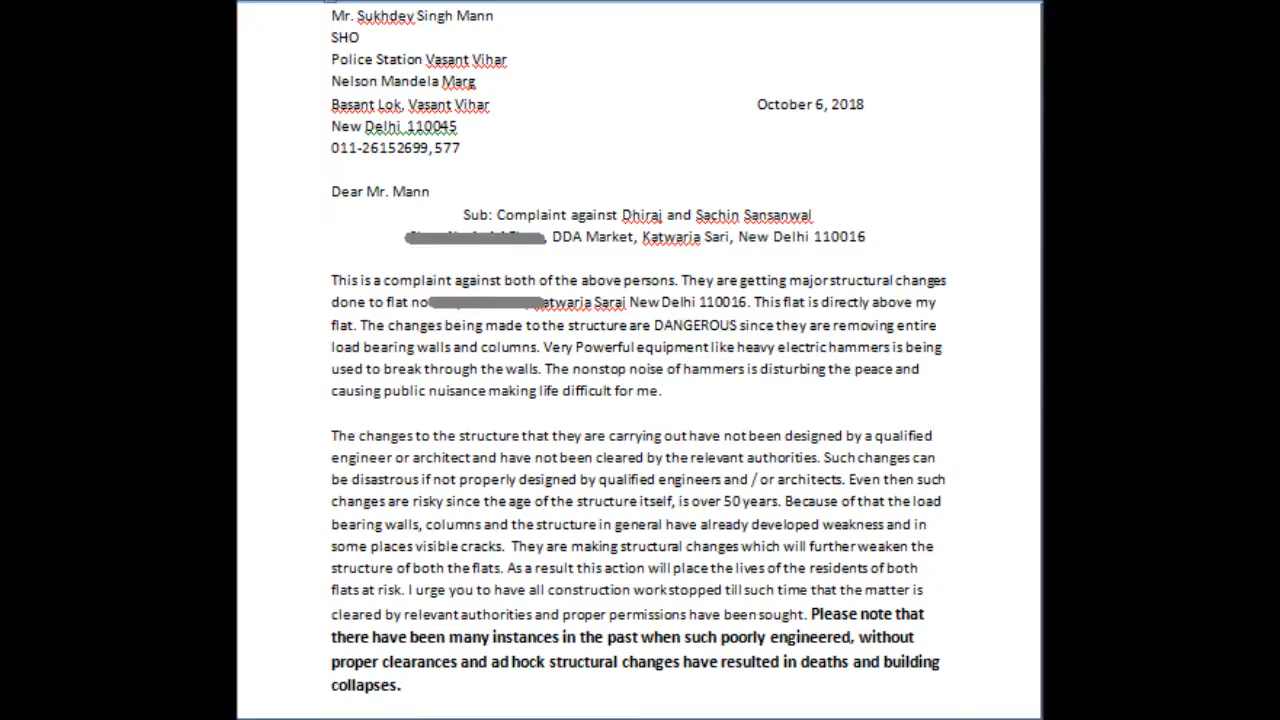 Mr. Sukhdev Singh Mann
SHO
Police Station Vasant Vihar
Nelson Mandela Marg
Basant Lok, Vasant Vihar October 6, 2018
New Delhi 110045
011-26152699,577
Dear Mr. Mann
Sub: Complaint against Dhiraj and Sachin Sansanwal
, DDA Market, Katwaria Sari, New Delhi 110016
This is a complaint against both of the above persons. They are getting major structural changes
done to flat no atwaria Sarai New Delhi 110016. This flat is directly above my
flat. The changes being made to the structure are DANGEROUS since they are removing entire
load bearing walls and columns. Very Powerful equipment like heavy electric hammers is being
used to break through the walls. The nonstop noise of hammers is disturbing the peace and
causing public nuisance making life difficult for me.
The changes to the structure that they are carrying out have not been designed by a qualified
engineer or architect and have not been cleared by the relevant authorities. Such changes can
be disastrous if not properly designed by qualified engineers and / or architects. Even then such
changes are risky since the age of the structure itself, is over 50 years. Because of that the load
bearing walls, columns and the structure in general have already developed weakness and in
some places visible cracks. They are making structural changes which will further weaken the
structure of both the flats. As a result this action will place the lives of the residents of both
flats at risk. I urge you to have all construction work stopped till such time that the matter is
cleared by relevant authorities and proper permissions have been sought. Please note that
there have been many instances in the past when such poorly engineered, without
proper clearances and ad hock structural changes have resulted in deaths and building
collapses.